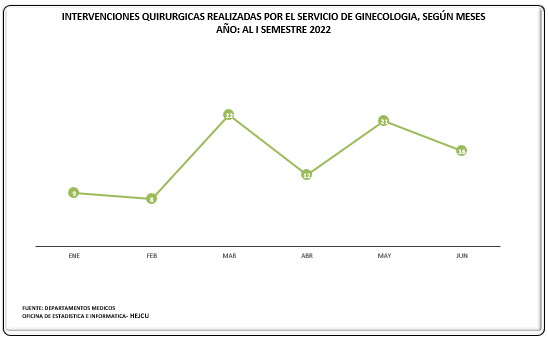 INTERVENCIONES QUIRURGICAS REALIZADAS POR EL SERVICIO DE GINECOLOGIA, SEGÚN MESES
AÑO: AL I SEMESTRE 2022
9
8
22
12
21
16
ENE FEB MAR ABR MAY JUN
FUENTE: DEPARTAMENTOS MEDICOS
OFICINA DE ESTADISTICA E INFORMATICA- HEJCU